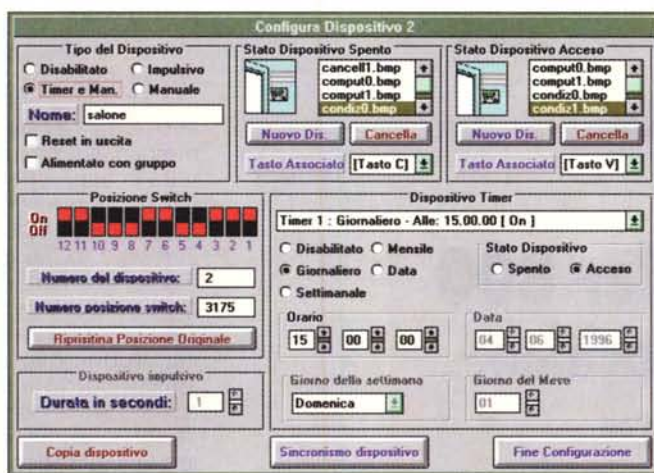 Configura Dispositivo 2
Tipo del Dispositivo
Disabilitato Impulsivo
Timer e Man. Manuale
Nome: salone
Reset in uscita
Alimentato con gruppo
Stato Dispositivo Spento
cancell1.bmp
comput0.bmp
comput1.bmp
condiz0.bmp
Nuovo Dis. Cancella
Tasto Associato [Tasto C]
Stato Dispositivo Acceso
comput0.bmp
comput1.bmp
condiz0.bmp
condiz1.bmp
Nuovo Dis. Cancella
Tasto Associato [Tasto V]
Posizione Switch
On
Off
12 11 10 9 8 7 6 5 4 3 2 1
Numero del dispositivo: 2
Numero posizione switch: 3175
Ripristina Posizione Originale
Dispositivo impulsivo
Durata in secondi: 1
Dispositivo Timer
Timer 1 : Giornaliero - Alle: 15.00.00 [ On ]
Disabilitato Mensile
Giornaliero Data
Settimanale
Stato Dispositivo
Spento Acceso
Orario
15 00 00
Data
04 06 1996
Giorno della settimana
Domenica
Giorno del Mese
01
Copia dispositivo
Sincronismo dispositivo
Fine Configurazione